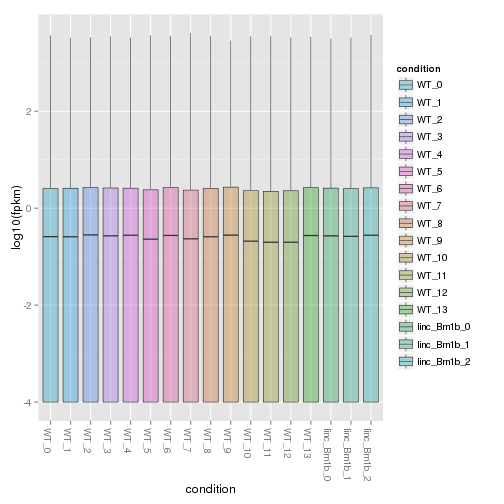 log10(fpkm)
2
0
-2
-4
WT_0
WT_1
WT_2
WT_3
WT_4
WT_5
WT_6
WT_7
WT_8
WT_9
WT_10
WT_11
WT_12
WT_13
linc_Brn1b_0
linc_Brn1b_1
linc_Brn1b_2
condition
condition
WT_0
WT_1
WT_2
WT_3
WT_4
WT_5
WT_6
WT_7
WT_8
WT_9
WT_10
WT_11
WT_12
WT_13
linc_Brn1b_0
linc_Brn1b_1
linc_Brn1b_2